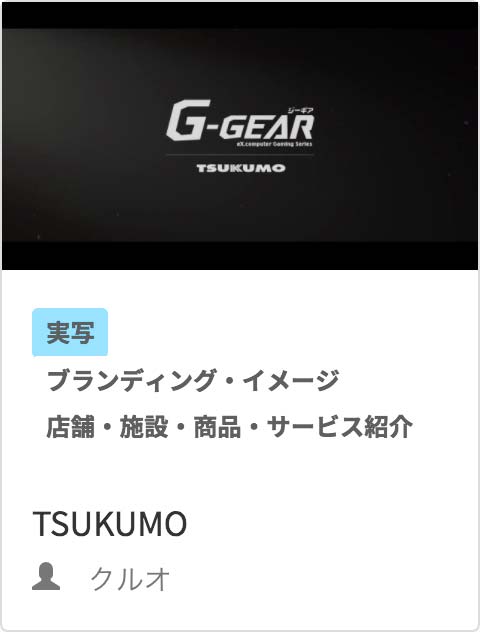 ジーギア
G-GEAR
eX.computer Gaming Series
TSUKUMO
実写
ブランディング・イメージ
店舗・施設・商品・サービス紹介
TSUKUMO
クルオ